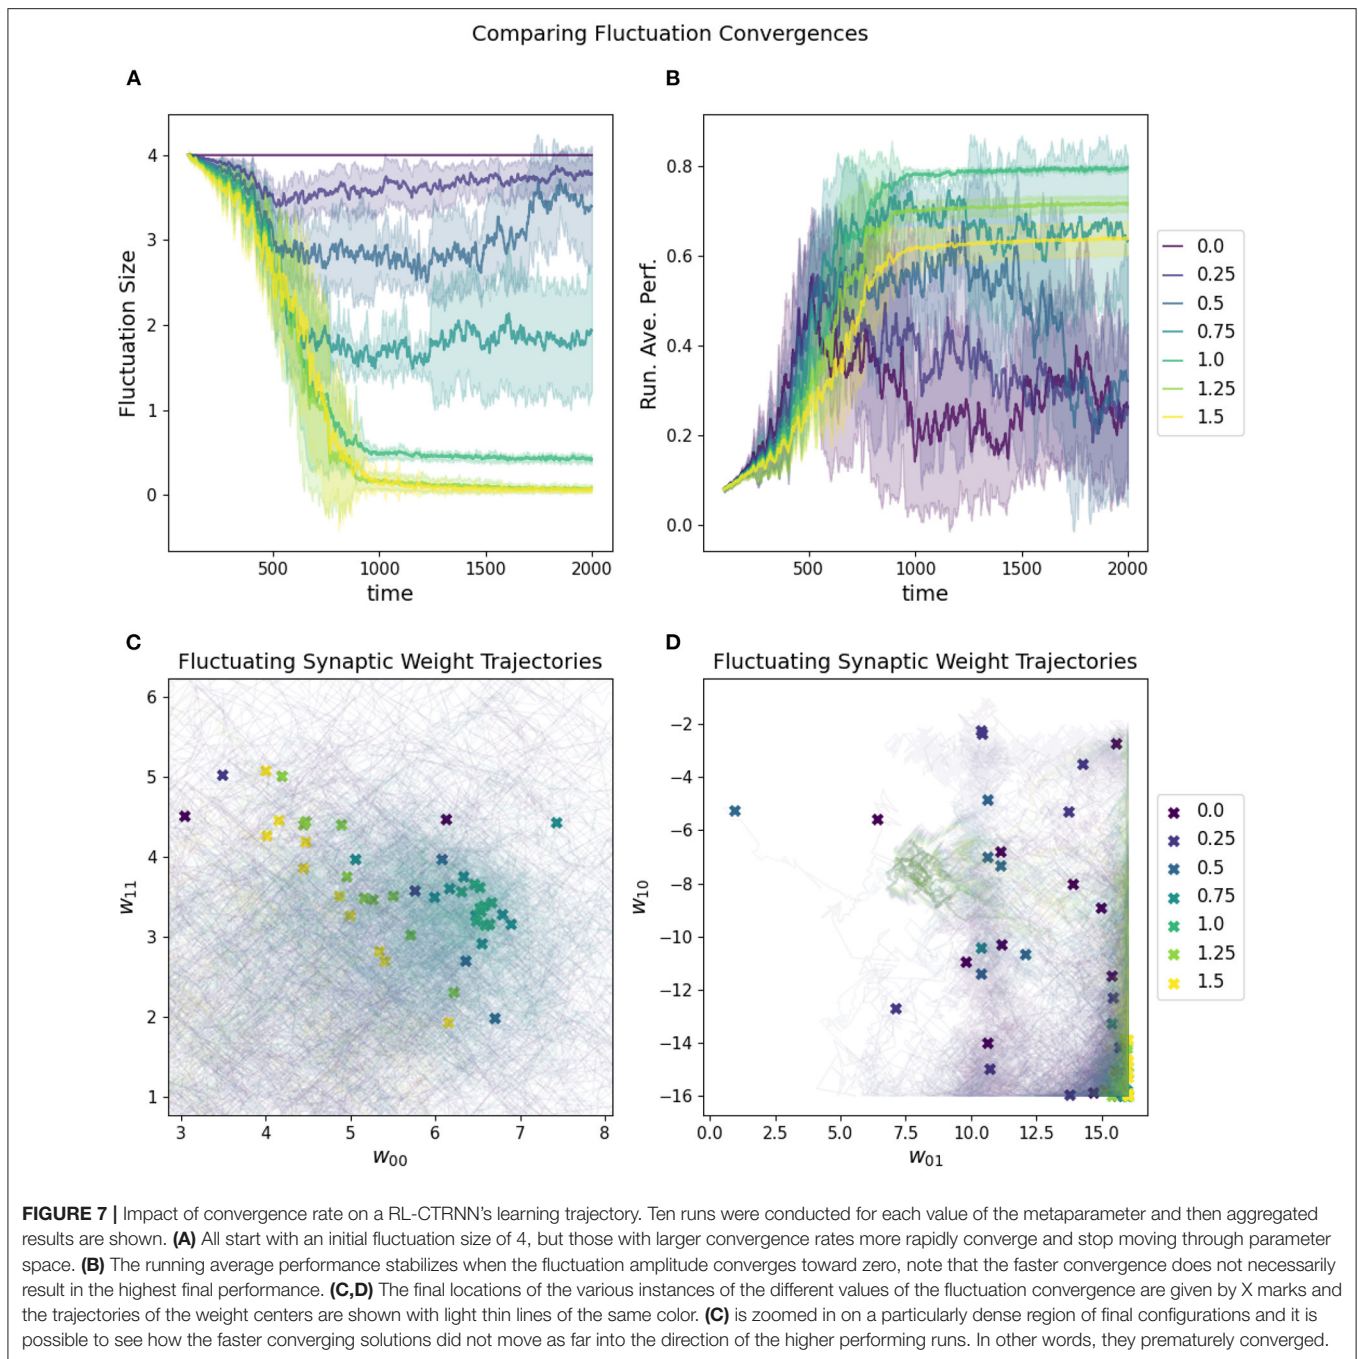 Comparing Fluctuation Convergences
A
B
4
3
2
1
0
Fluctuation Size
500
1000
1500
2000
time
0.8
0.6
0.4
0.2
0.0
Run. Ave. Perf.
500
1000
1500
2000
time
0.0
0.25
0.5
0.75
1.0
1.25
1.5
C
D
Fluctuating Synaptic Weight Trajectories
6
5
4
3
2
1
w11
3
4
5
6
7
8
w00
Fluctuating Synaptic Weight Trajectories
−2
−4
−6
−8
−10
−12
−14
−16
w10
0.0
2.5
5.0
7.5
10.0
12.5
15.0
w01
0.0
0.25
0.5
0.75
1.0
1.25
1.5
FIGURE 7 | Impact of convergence rate on a RL-CTRNN's learning trajectory. Ten runs were conducted for each value of the metaparameter and then aggregated
results are shown. (A) All start with an initial fluctuation size of 4, but those with larger convergence rates more rapidly converge and stop moving through parameter
space. (B) The running average performance stabilizes when the fluctuation amplitude converges toward zero, note that the faster convergence does not necessarily
result in the highest final performance. (C,D) The final locations of the various instances of the different values of the fluctuation convergence are given by X marks and
the trajectories of the weight centers are shown with light thin lines of the same color. (C) is zoomed in on a particularly dense region of final configurations and it is
possible to see how the faster converging solutions did not move as far into the direction of the higher performing runs. In other words, they prematurely converged.